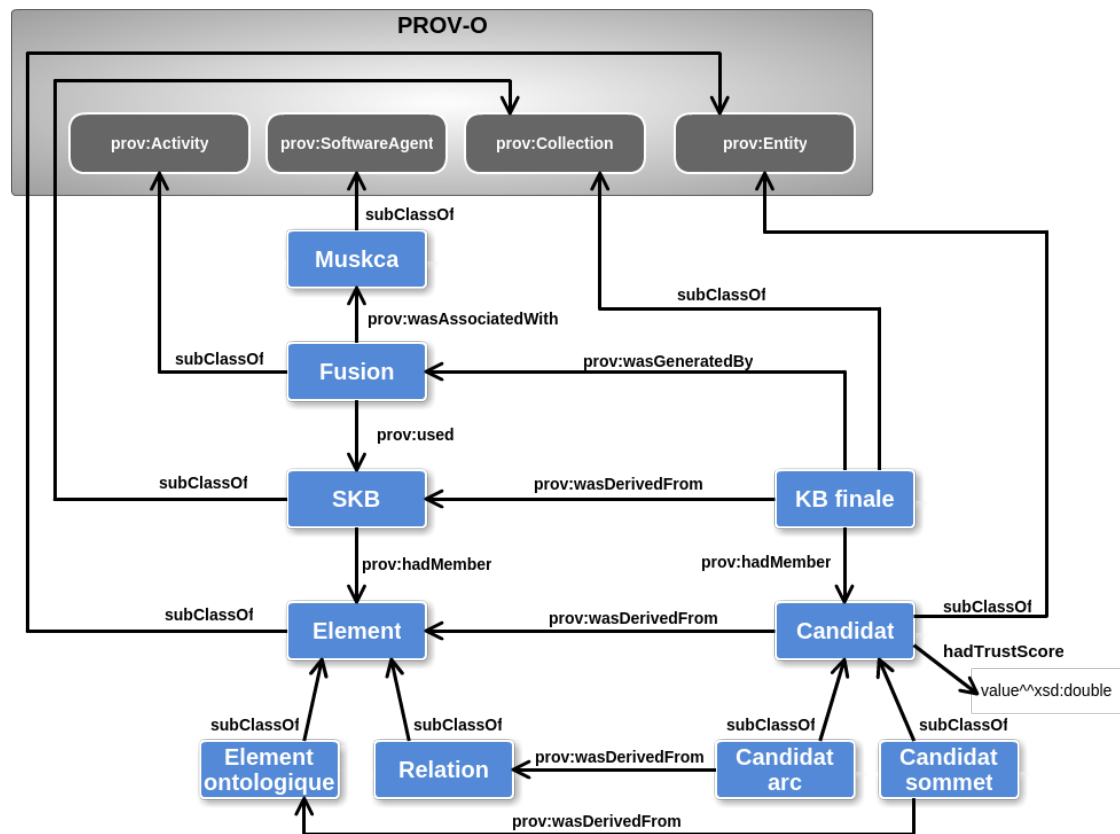 PROV-O
prov:Activity
prov:SoftwareAgent
prov:Collection
prov:Entity
subClassOf
Muskca
subClassOf
prov:wasAssociatedWith
subClassOf
prov:wasGeneratedBy
Fusion
prov:used
subClassOf
prov:wasDerivedFrom
SKB
KB finale
prov:hadMember
prov:hadMember
subClassOf
prov:wasDerivedFrom
subClassOf
Element
Candidat
hadTrustScore
value^^xsd:double
subClassOf
subClassOf
subClassOf
subClassOf
Element
ontologique
Relation
prov:wasDerivedFrom
Candidat
arc
Candidat
sommet
prov:wasDerivedFrom